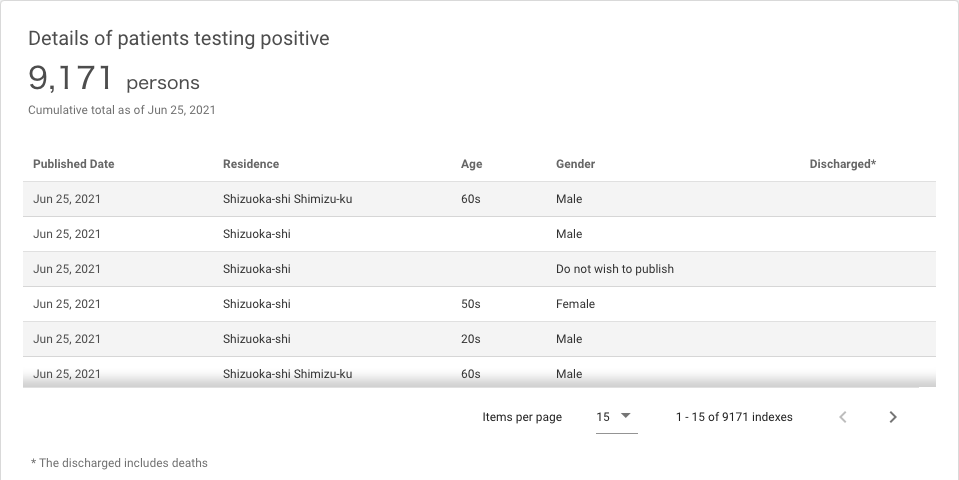 Details of patients testing positive
9,171 persons
Cumulative total as of Jun 25, 2021
Published Date Residence Age Gender Discharged*
Jun 25, 2021 Shizuoka-shi Shimizu-ku 60s Male
Jun 25, 2021 Shizuoka-shi Male
Jun 25, 2021 Shizuoka-shi Do not wish to publish
Jun 25, 2021 Shizuoka-shi 50s Female
Jun 25, 2021 Shizuoka-shi 20s Male
Jun 25, 2021 Shizuoka-shi Shimizu-ku 60s Male
Items per page 15 1 - 15 of 9171 indexes
* The discharged includes deaths